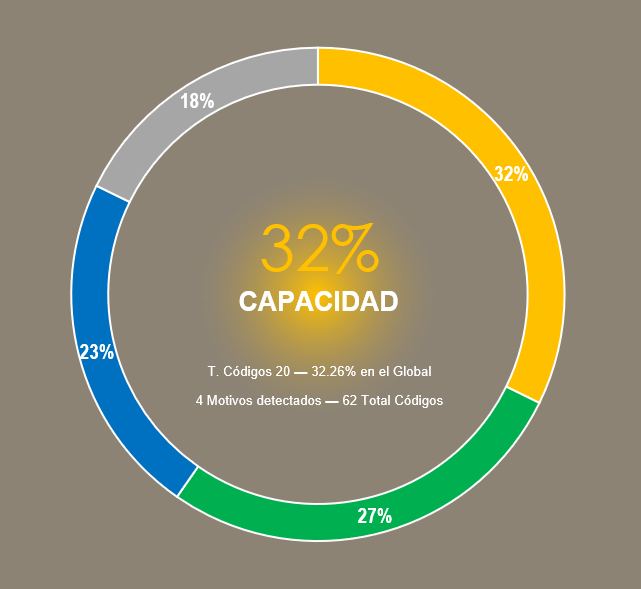 18%
32%
32%
CAPACIDAD
23%
T. Códigos 20 — 32.26% en el Global
4 Motivos detectados — 62 Total Códigos
27%